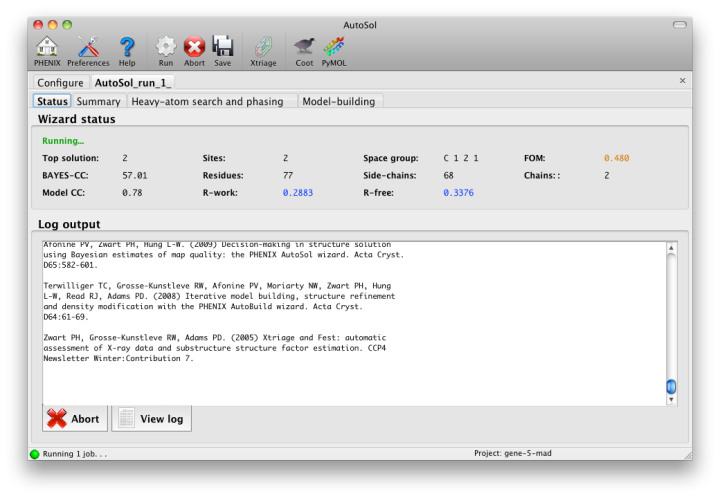 AutoSol
PHENIX Preferences Help Run Abort Save Xtriage Coot PyMOL
Configure AutoSol_run_1_ ×
Status Summary Heavy-atom search and phasing Model-building
Wizard status
Running...
Top solution: 2 Sites: 2 Space group: C 1 2 1 FOM: 0.480
BAYES-CC: 57.01 Residues: 77 Side-chains: 68 Chains:: 2
Model CC: 0.78 R-work: 0.2883 R-free: 0.3376
Log output
Afonine PV, Zwart PH, Hung L-W. (2009) Decision-making in structure solution
using Bayesian estimates of map quality: the PHENIX AutoSol wizard. Acta Cryst.
D65:582-601.
Terwilliger TC, Grosse-Kunstleve RW, Afonine PV, Moriarty NW, Zwart PH, Hung
L-W, Read RJ, Adams PD. (2008) Iterative model building, structure refinement
and density modification with the PHENIX AutoBuild wizard. Acta Cryst.
D64:61-69.
Zwart PH, Grosse-Kunstleve RW, Adams PD. (2005) Xtriage and Fest: automatic
assessment of X-ray data and substructure structure factor estimation. CCP4
Newsletter Winter:Contribution 7.
Abort View log
Running 1 job... Project: gene-5-mad